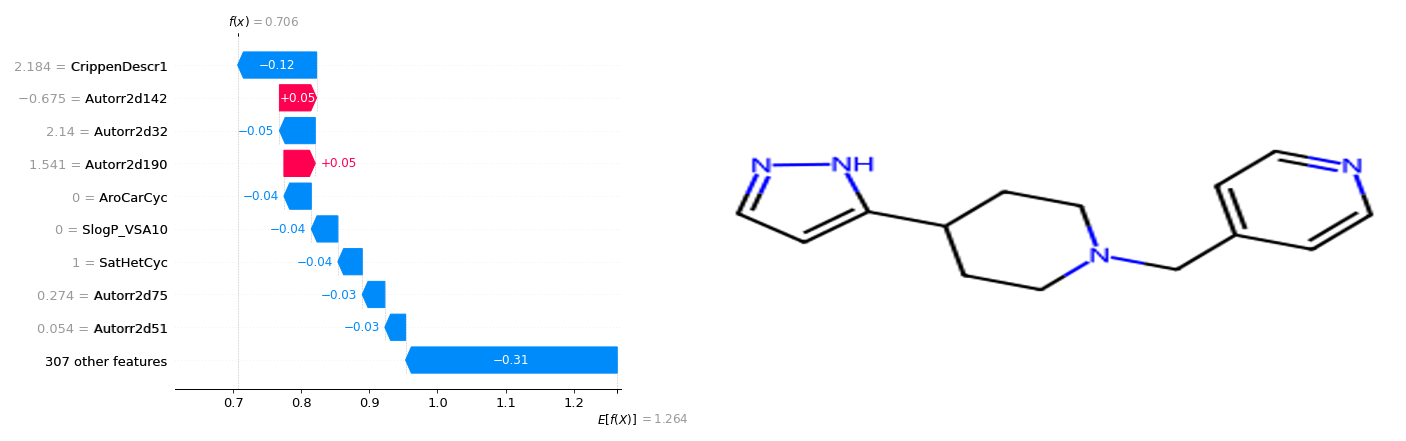 f(x) = 0.706
2.184 = CrippenDescr1
−0.12
−0.675 = Autorr2d142
+0.05
2.14 = Autorr2d32
−0.05
1.541 = Autorr2d190
+0.05
0 = AroCarCyc
−0.04
0 = SlogP_VSA10
−0.04
1 = SatHetCyc
−0.04
0.274 = Autorr2d75
−0.03
0.054 = Autorr2d51
−0.03
307 other features
−0.31
0.7 0.8 0.9 1.0 1.1 1.2
E[f(X)] = 1.264
N NH
N
N